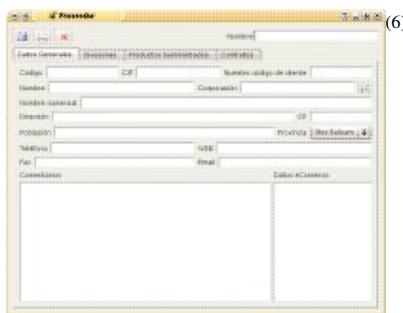 Proveedor
(6)
Nombre
Datos Generales Divisiones Productos Suministrados Contratos
Código CIF Nuestro código de cliente
Nombre Corporación
Nombre comercial
Dirección CP
Población Provincia Illes Balears
Teléfono WEB
Fax Email
Comentarios Datos eComerce